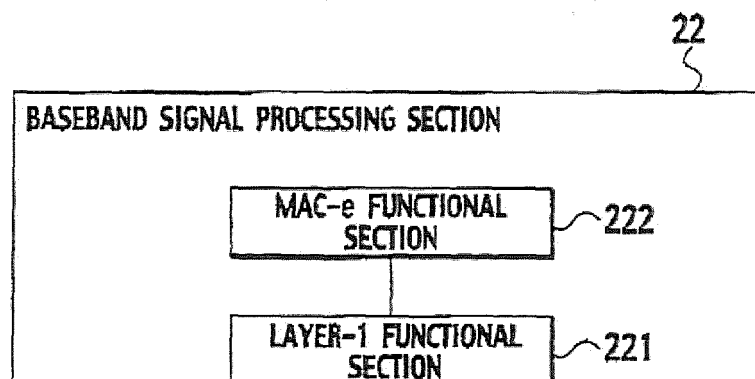 22
BASEBAND SIGNAL PROCESSING SECTION
MAC-e FUNCTIONAL
SECTION
222
LAYER-1 FUNCTIONAL
SECTION
221